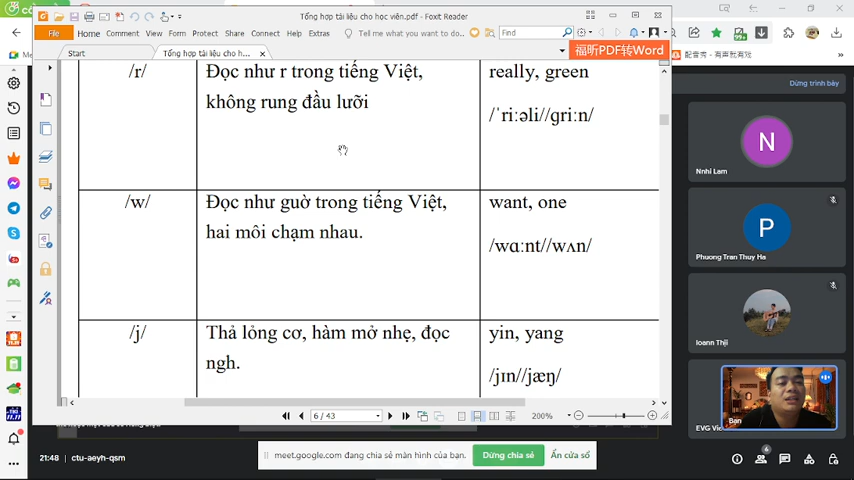 Tổng hợp tài liệu cho học viên.pdf - Foxit Reader
File Home Comment View Form Protect Share Connect Help Extras
Tell me what you want to do...
Find
Start
Tổng hợp tài liệu cho h...
福昕PDF转Word
/r/
Đọc như r trong tiếng Việt,
không rung đầu lưỡi
really, green
/ˈriːəli//ɡriːn/
/w/
Đọc như guờ trong tiếng Việt,
hai môi chạm nhau.
want, one
/wɑːnt//wʌn/
/j/
Thả lỏng cơ, hàm mở nhẹ, đọc
ngh.
yin, yang
/jɪn//jæŋ/
6 / 43
200%
Dừng trình bày
N
Nnhi Lam
P
Phuong Tran Thuy Ha
Ioann Thịi
EVG Vi
Ban
21:48
ctu-aeyh-qsm
meet.google.com đang chia sẻ màn hình của bạn.
Dừng chia sẻ
Ẩn cửa sổ
6